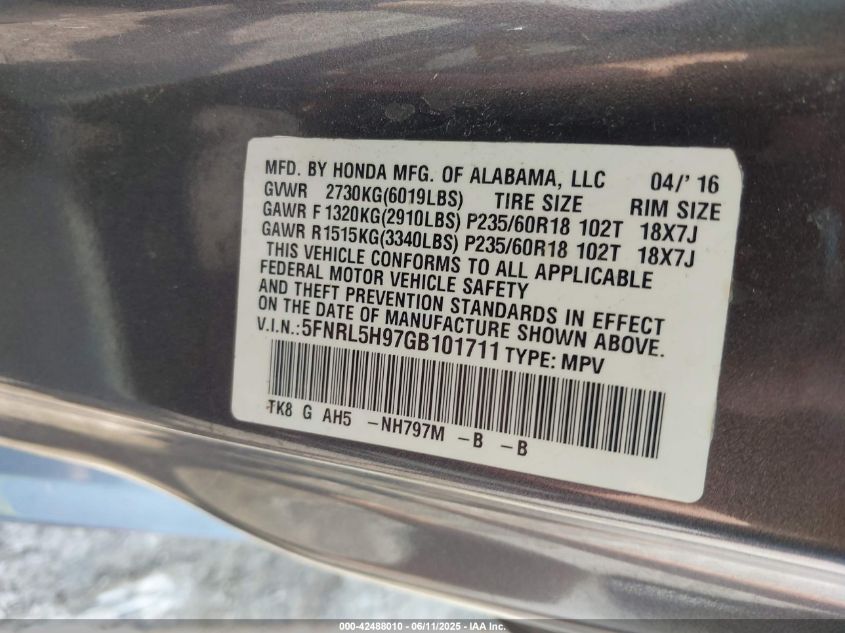 MFD. BY HONDA MFG. OF ALABAMA, LLC 04/' 16
GVWR 2730KG(6019LBS) TIRE SIZE RIM SIZE
GAWR F 1320KG(2910LBS) P235/60R18 102T 18X7J
GAWR R1515KG(3340LBS) P235/60R18 102T 18X7J
THIS VEHICLE CONFORMS TO ALL APPLICABLE
FEDERAL MOTOR VEHICLE SAFETY
AND THEFT PREVENTION STANDARDS IN EFFECT
ON THE DATE OF MANUFACTURE SHOWN ABOVE.
V.I.N.:5FNRL5H97GB101711 TYPE: MPV
TK8 G AH5 -NH797M -B -B
000-42488010 - 06/11/2025 - IAA Inc.